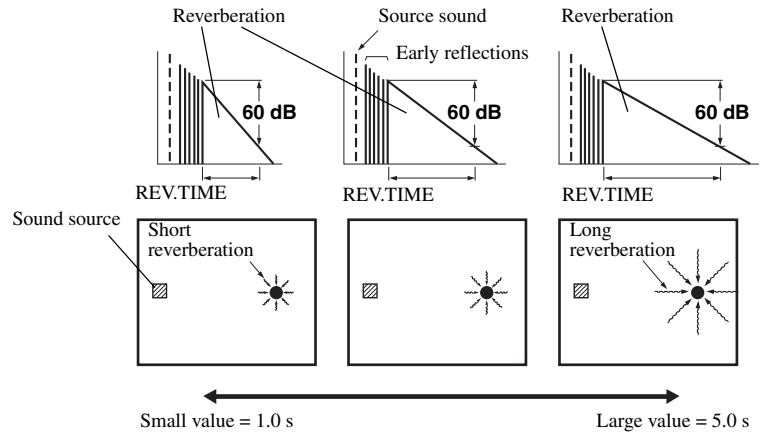 Reverberation
Source sound
Reverberation
Early reflections
60 dB
60 dB
60 dB
REV.TIME
REV.TIME
REV.TIME
Sound source
Short
reverberation
Long
reverberation
Small value = 1.0 s
Large value = 5.0 s